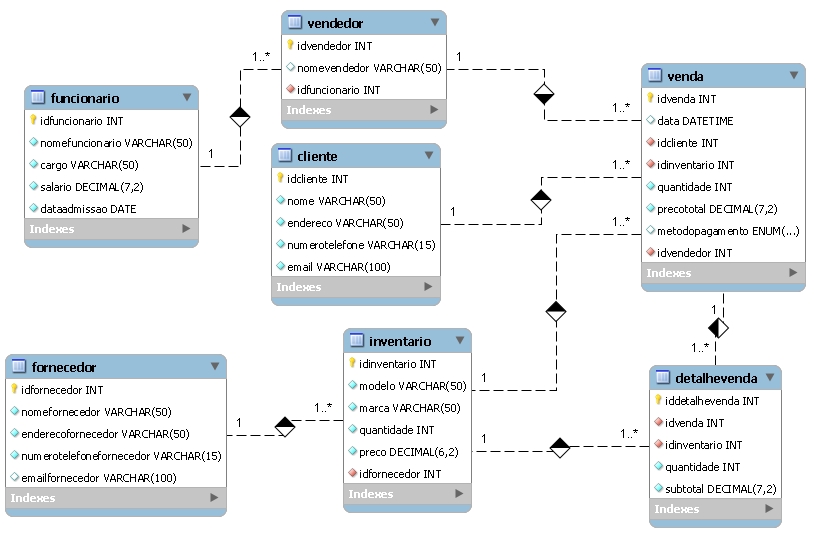 vendedor
idvendedor INT
nomevendedor VARCHAR(50)
idfuncionario INT
Indexes
1..*
1
funcionario
idfuncionario INT
nomefuncionario VARCHAR(50)
cargo VARCHAR(50)
salario DECIMAL(7,2)
dataadmissao DATE
Indexes
1
venda
idvenda INT
data DATETIME
idcliente INT
idinventario INT
quantidade INT
precototal DECIMAL(7,2)
metodopagamento ENUM(...)
idvendedor INT
Indexes
1..*
1..*
1..*
1
cliente
idcliente INT
nome VARCHAR(50)
endereco VARCHAR(50)
numerotelefone VARCHAR(15)
email VARCHAR(100)
Indexes
1
inventario
idinventario INT
modelo VARCHAR(50)
marca VARCHAR(50)
quantidade INT
preco DECIMAL(6,2)
idfornecedor INT
Indexes
1..*
1
1
fornecedor
idfornecedor INT
nomefornecedor VARCHAR(50)
enderecofornecedor VARCHAR(50)
numerotelefonefornecedor VARCHAR(15)
emailfornecedor VARCHAR(100)
Indexes
1
detalhevenda
iddetalhevenda INT
idvenda INT
idinventario INT
quantidade INT
subtotal DECIMAL(7,2)
Indexes
1..*
1..*